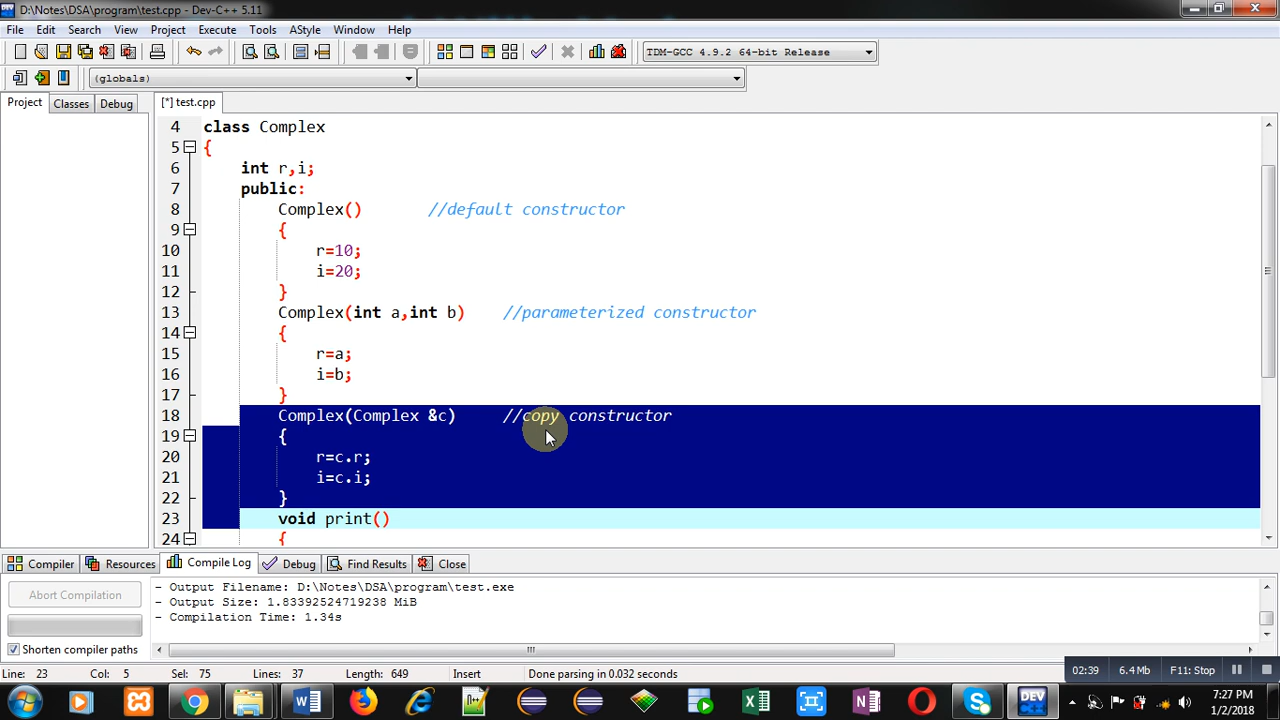 D:\Notes\DSA\program\test.cpp - Dev-C++ 5.11
File Edit Search View Project Execute Tools AStyle Window Help
TDM-GCC 4.9.2 64-bit Release
(globals)
Project Classes Debug [*] test.cpp
4 class Complex
5 {
6 int r,i;
7 public:
8 Complex() //default constructor
9 {
10 r=10;
11 i=20;
12 }
13 Complex(int a,int b) //parameterized constructor
14 {
15 r=a;
16 i=b;
17 }
18 Complex(Complex &c) //copy constructor
19 {
20 r=c.r;
21 i=c.i;
22 }
23 void print()
24 {
Compiler Resources Compile Log Debug Find Results Close
Abort Compilation
Shorten compiler paths
- Output Filename: D:\Notes\DSA\program\test.exe
- Output Size: 1.83392524719238 MiB
- Compilation Time: 1.34s
Line: 23 Col: 5 Sel: 75 Lines: 37 Length: 649 Insert Done parsing in 0.032 seconds
02:39 6.4 Mb F11: Stop
DEV
7:27 PM
1/2/2018